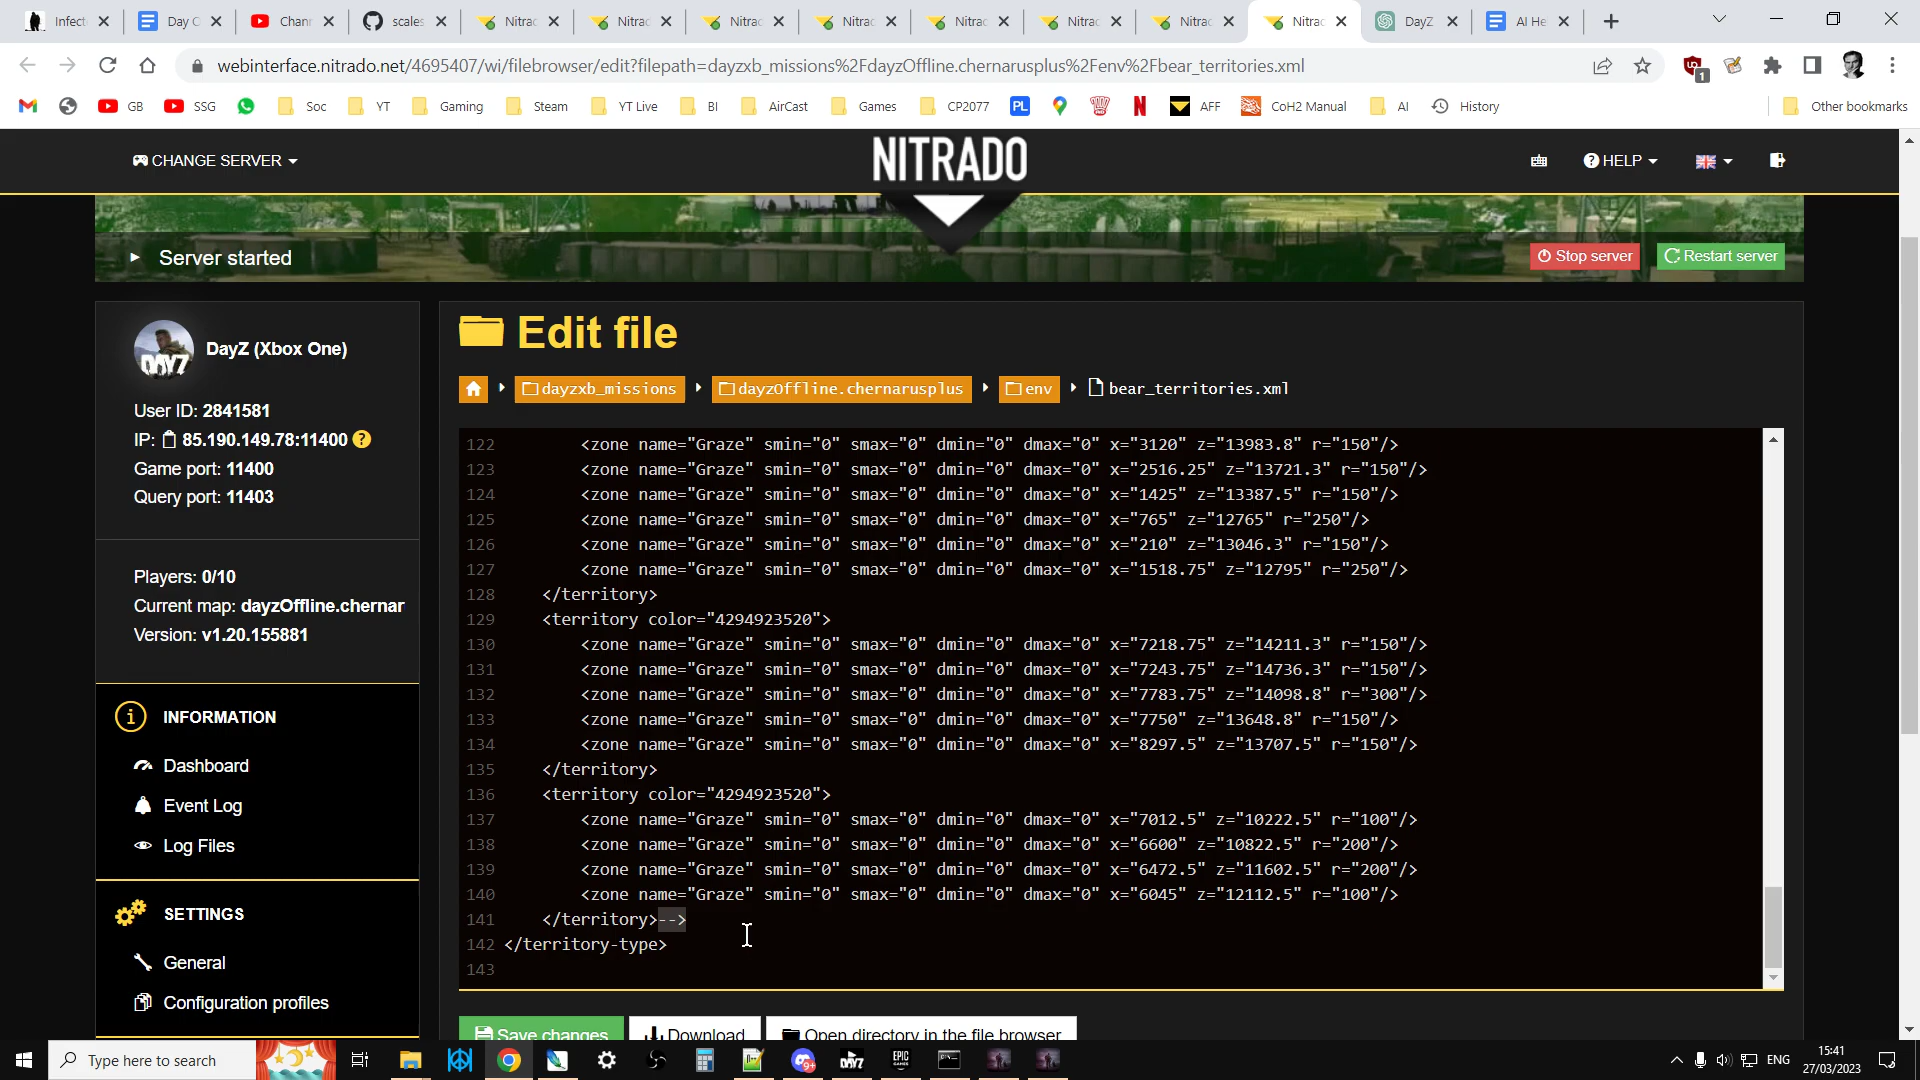 Infect
Day C
Chan
scales
Nitrac
Nitrac
Nitrac
Nitrac
Nitrac
Nitrac
Nitrac
Nitrac
DayZ
AI He
webinterface.nitrado.net/4695407/wi/filebrowser/edit?filepath=dayzxb_missions%2FdayzOffline.chernarusplus%2Fenv%2Fbear_territories.xml
1
GB
SSG
Soc
YT
Gaming
Steam
YT Live
BI
AirCast
Games
CP2077
PL
AFF
CoH2 Manual
AI
History
Other bookmarks
CHANGE SERVER
NITRADO
HELP
Server started
Stop server
Restart server
DAYZ
DayZ (Xbox One)
User ID: 2841581
IP: 85.190.149.78:11400
Game port: 11400
Query port: 11403
Players: 0/10
Current map: dayzOffline.chernar
Version: v1.20.155881
INFORMATION
Dashboard
Event Log
Log Files
SETTINGS
General
Configuration profiles
Edit file
dayzxb_missions
dayzOffline.chernarusplus
env
bear_territories.xml
122 <zone name="Graze" smin="0" smax="0" dmin="0" dmax="0" x="3120" z="13983.8" r="150"/>
123 <zone name="Graze" smin="0" smax="0" dmin="0" dmax="0" x="2516.25" z="13721.3" r="150"/>
124 <zone name="Graze" smin="0" smax="0" dmin="0" dmax="0" x="1425" z="13387.5" r="150"/>
125 <zone name="Graze" smin="0" smax="0" dmin="0" dmax="0" x="765" z="12765" r="250"/>
126 <zone name="Graze" smin="0" smax="0" dmin="0" dmax="0" x="210" z="13046.3" r="150"/>
127 <zone name="Graze" smin="0" smax="0" dmin="0" dmax="0" x="1518.75" z="12795" r="250"/>
128 </territory>
129 <territory color="4294923520">
130 <zone name="Graze" smin="0" smax="0" dmin="0" dmax="0" x="7218.75" z="14211.3" r="150"/>
131 <zone name="Graze" smin="0" smax="0" dmin="0" dmax="0" x="7243.75" z="14736.3" r="150"/>
132 <zone name="Graze" smin="0" smax="0" dmin="0" dmax="0" x="7783.75" z="14098.8" r="300"/>
133 <zone name="Graze" smin="0" smax="0" dmin="0" dmax="0" x="7750" z="13648.8" r="150"/>
134 <zone name="Graze" smin="0" smax="0" dmin="0" dmax="0" x="8297.5" z="13707.5" r="150"/>
135 </territory>
136 <territory color="4294923520">
137 <zone name="Graze" smin="0" smax="0" dmin="0" dmax="0" x="7012.5" z="10222.5" r="100"/>
138 <zone name="Graze" smin="0" smax="0" dmin="0" dmax="0" x="6600" z="10822.5" r="200"/>
139 <zone name="Graze" smin="0" smax="0" dmin="0" dmax="0" x="6472.5" z="11602.5" r="200"/>
140 <zone name="Graze" smin="0" smax="0" dmin="0" dmax="0" x="6045" z="12112.5" r="100"/>
141 </territory>-->
142 </territory-type>
143
Save changes
Download
Open directory in the file browser
Type here to search
ENG
15:41
27/03/2023